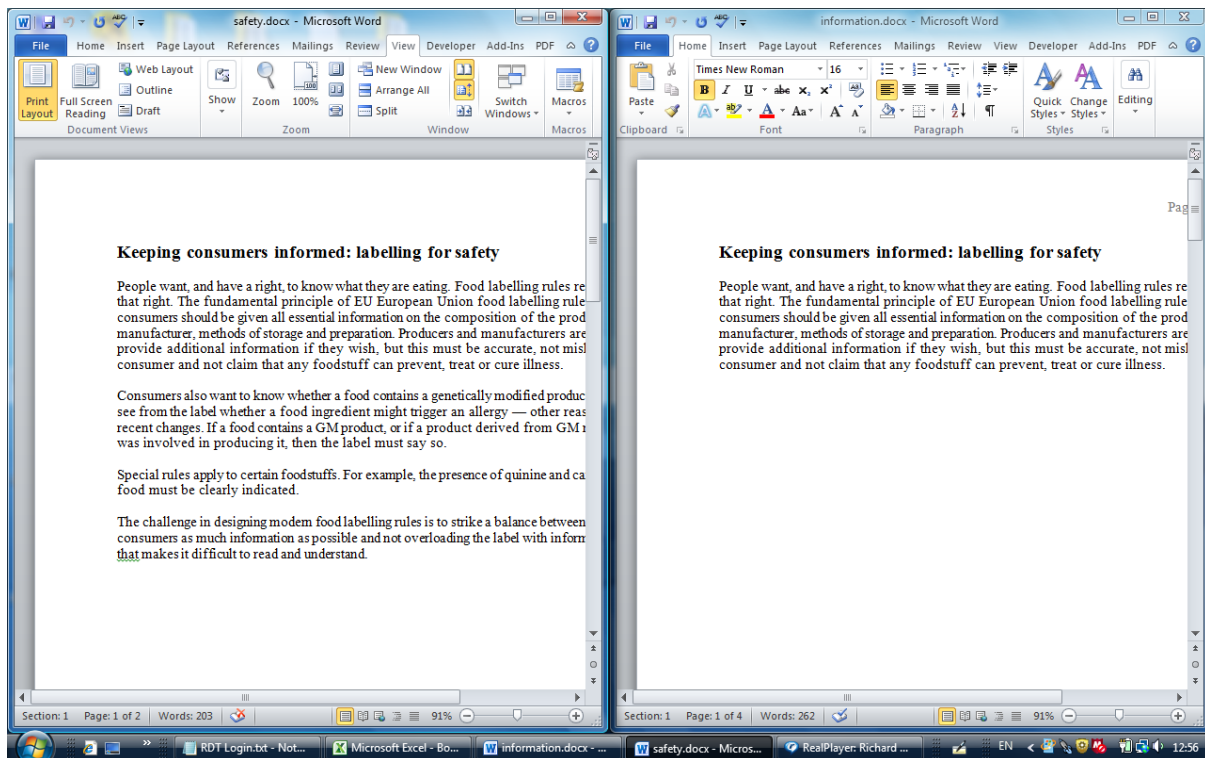 safety.docx - Microsoft Word
File Home Insert Page Layout References Mailings Review View Developer Add-Ins PDF
Print Layout
Full Screen Reading
Web Layout
Outline
Draft
Document Views
Show
Zoom
100%
Zoom
New Window
Arrange All
Split
Switch Windows
Window
Macros
Macros
Keeping consumers informed: labelling for safety
People want, and have a right, to know what they are eating. Food labelling rules re
that right. The fundamental principle of EU European Union food labelling rule
consumers should be given all essential information on the composition of the prod
manufacturer, methods of storage and preparation. Producers and manufacturers are
provide additional information if they wish, but this must be accurate, not misl
consumer and not claim that any foodstuff can prevent, treat or cure illness.
Consumers also want to know whether a food contains a genetically modified produc
see from the label whether a food ingredient might trigger an allergy — other reas
recent changes. If a food contains a GM product, or if a product derived from GM
was involved in producing it, then the label must say so.
Special rules apply to certain foodstuffs. For example, the presence of quinine and ca
food must be clearly indicated.
The challenge in designing modern food labelling rules is to strike a balance between
consumers as much information as possible and not overloading the label with inform
that makes it difficult to read and understand.
Section: 1 Page: 1 of 2 Words: 203 91%
information.docx - Microsoft Word
File Home Insert Page Layout References Mailings Review View Developer Add-Ins PDF
Paste
Clipboard
Times New Roman 16
B I U abc x₂ x²
A ab A Aa A A
Font
Paragraph
Quick Styles
Change Styles
Styles
Editing
Pag
Keeping consumers informed: labelling for safety
People want, and have a right, to know what they are eating. Food labelling rules re
that right. The fundamental principle of EU European Union food labelling rule
consumers should be given all essential information on the composition of the prod
manufacturer, methods of storage and preparation. Producers and manufacturers are
provide additional information if they wish, but this must be accurate, not misl
consumer and not claim that any foodstuff can prevent, treat or cure illness.
Section: 1 Page: 1 of 4 Words: 262 91%
RDT Login.txt - Not... Microsoft Excel - Bo... information.docx - ... safety.docx - Micros... RealPlayer: Richard ... EN 12:56